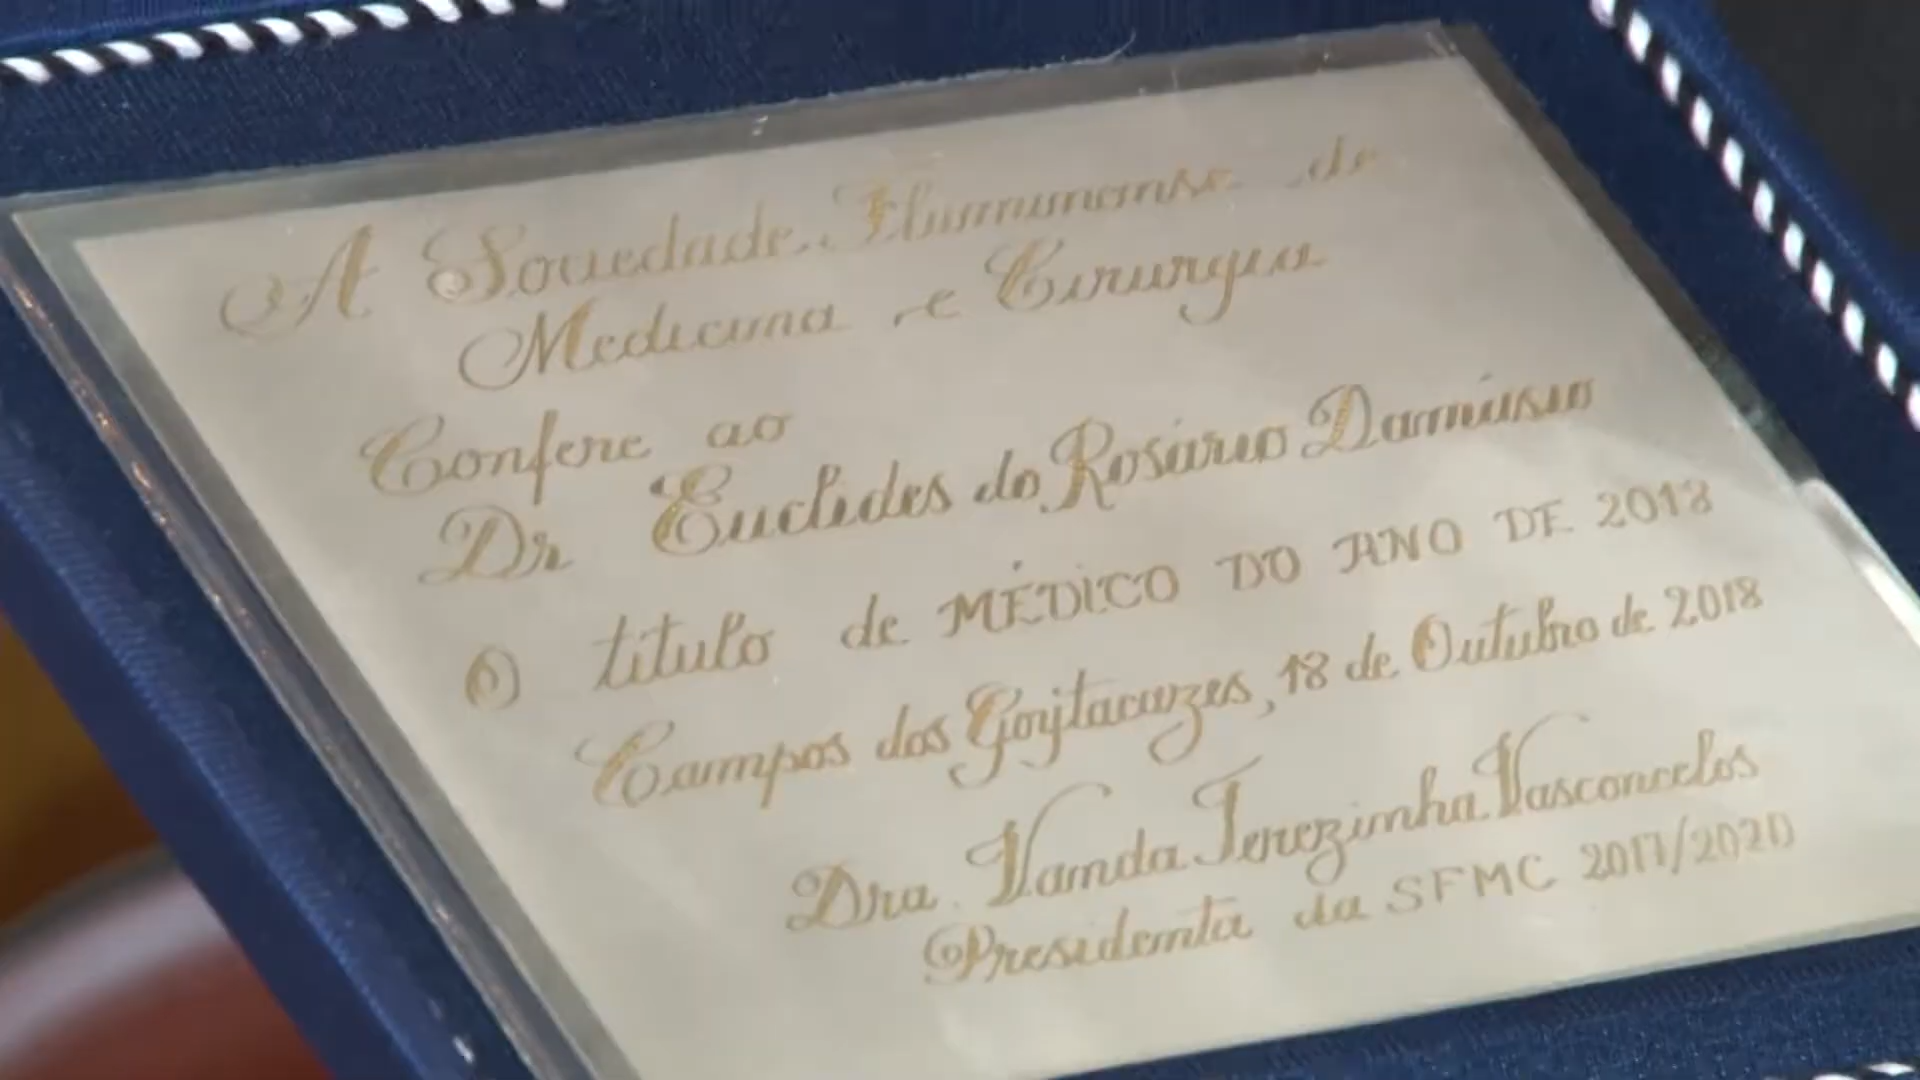 A Sociedade Fluminense de
Medicina e Cirurgia
Confere ao
Dr Euclides do Rosário Damásio
O título de MÉDICO DO ANO DE 2018
Campos dos Goytacazes, 18 de Outubro de 2018
Dra. Vanda Terezinha Vasconcelos
Presidenta da SFMC 2017/2020